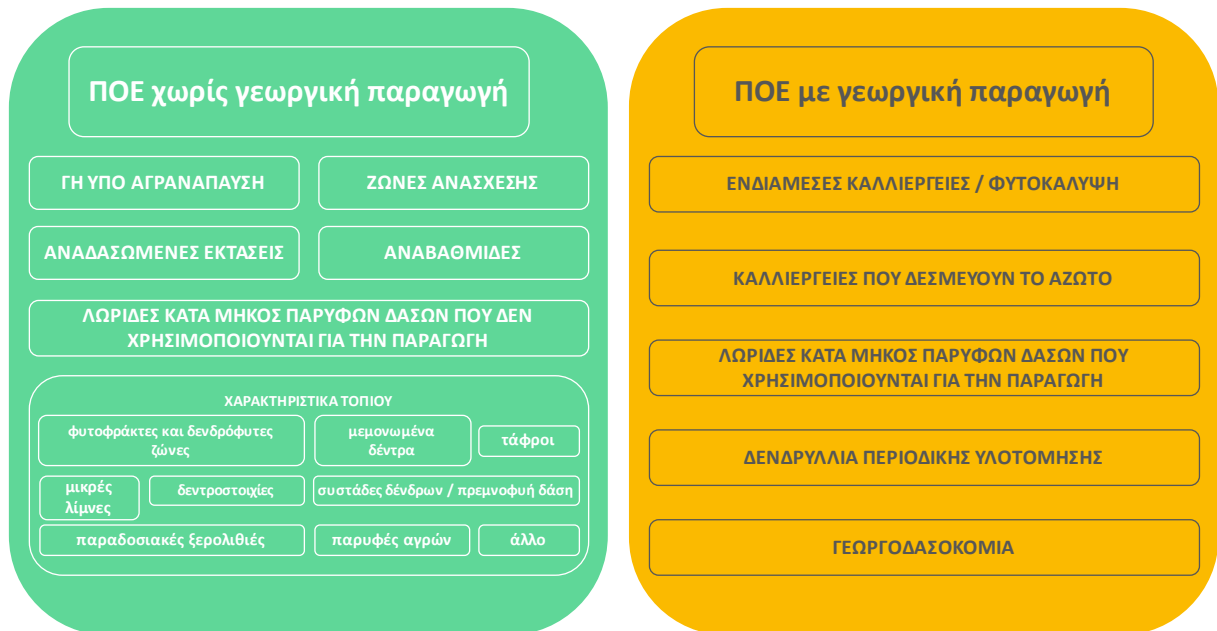 ΠΟΕ χωρίς γεωργική παραγωγή
ΓΗ ΥΠΟ ΑΓΡΑΝΑΠΑΥΣΗ
ΖΩΝΕΣ ΑΝΑΣΧΕΣΗΣ
ΑΝΑΔΑΣΩΜΕΝΕΣ ΕΚΤΑΣΕΙΣ
ΑΝΑΒΑΘΜΙΔΕΣ
ΛΩΡΙΔΕΣ ΚΑΤΑ ΜΗΚΟΣ ΠΑΡΥΦΩΝ ΔΑΣΩΝ ΠΟΥ ΔΕΝ
ΧΡΗΣΙΜΟΠΟΙΟΥΝΤΑΙ ΓΙΑ ΤΗΝ ΠΑΡΑΓΩΓΗ
ΧΑΡΑΚΤΗΡΙΣΤΙΚΑ ΤΟΠΙΟΥ
φυτοφράκτες και δενδρόφυτες
ζώνες
μεμονωμένα
δέντρα
τάφροι
μικρές
λίμνες
δεντροστοιχίες
συστάδες δένδρων / πρεμνοφυή δάση
παραδοσιακές ξερολιθιές
παρυφές αγρών
άλλο
ΠΟΕ με γεωργική παραγωγή
ΕΝΔΙΑΜΕΣΕΣ ΚΑΛΛΙΕΡΓΕΙΕΣ / ΦΥΤΟΚΑΛΥΨΗ
ΚΑΛΛΙΕΡΓΕΙΕΣ ΠΟΥ ΔΕΣΜΕΥΟΥΝ ΤΟ ΑΖΩΤΟ
ΛΩΡΙΔΕΣ ΚΑΤΑ ΜΗΚΟΣ ΠΑΡΥΦΩΝ ΔΑΣΩΝ ΠΟΥ
ΧΡΗΣΙΜΟΠΟΙΟΥΝΤΑΙ ΓΙΑ ΤΗΝ ΠΑΡΑΓΩΓΗ
ΔΕΝΔΡΥΛΛΙΑ ΠΕΡΙΟΔΙΚΗΣ ΥΛΟΤΟΜΗΣΗΣ
ΓΕΩΡΓΟΔΑΣΟΚΟΜΙΑ